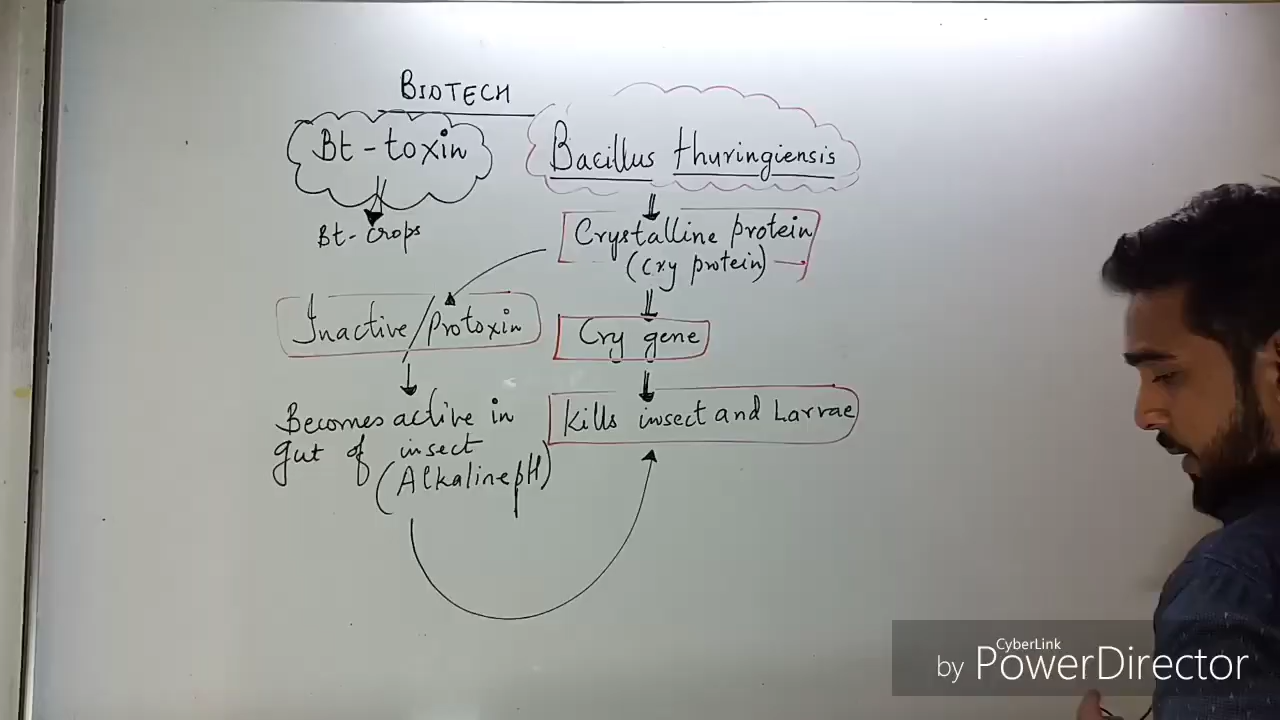 BIOTECH
Bt - toxin
Bt - Crops
Bacillus thuringiensis
Crystalline protein
(Cry protein)
Inactive/Protoxin
Cry gene
Becomes active in
gut of insect
(Alkaline pH)
Kills insect and Larvae
CyberLink
by PowerDirector